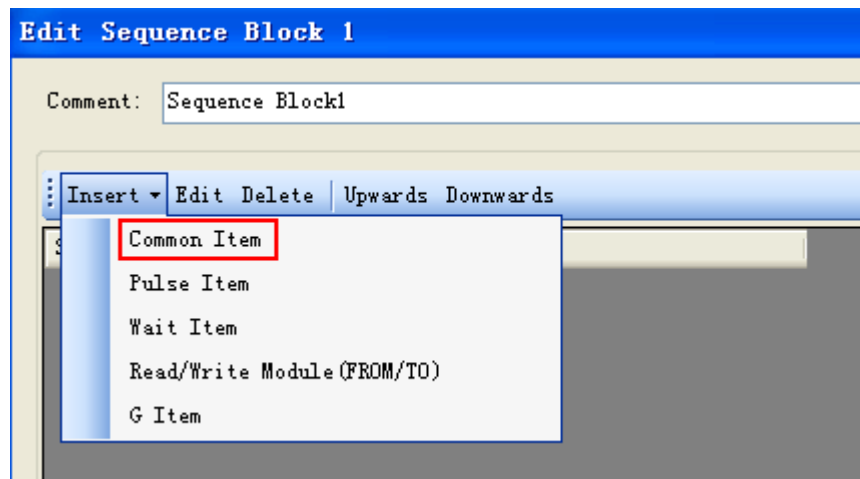 Edit Sequence Block 1
Comment: Sequence Block1
Insert Edit Delete Upwards Downwards
Common Item
Pulse Item
Wait Item
Read/Write Module(FROM/TO)
G Item